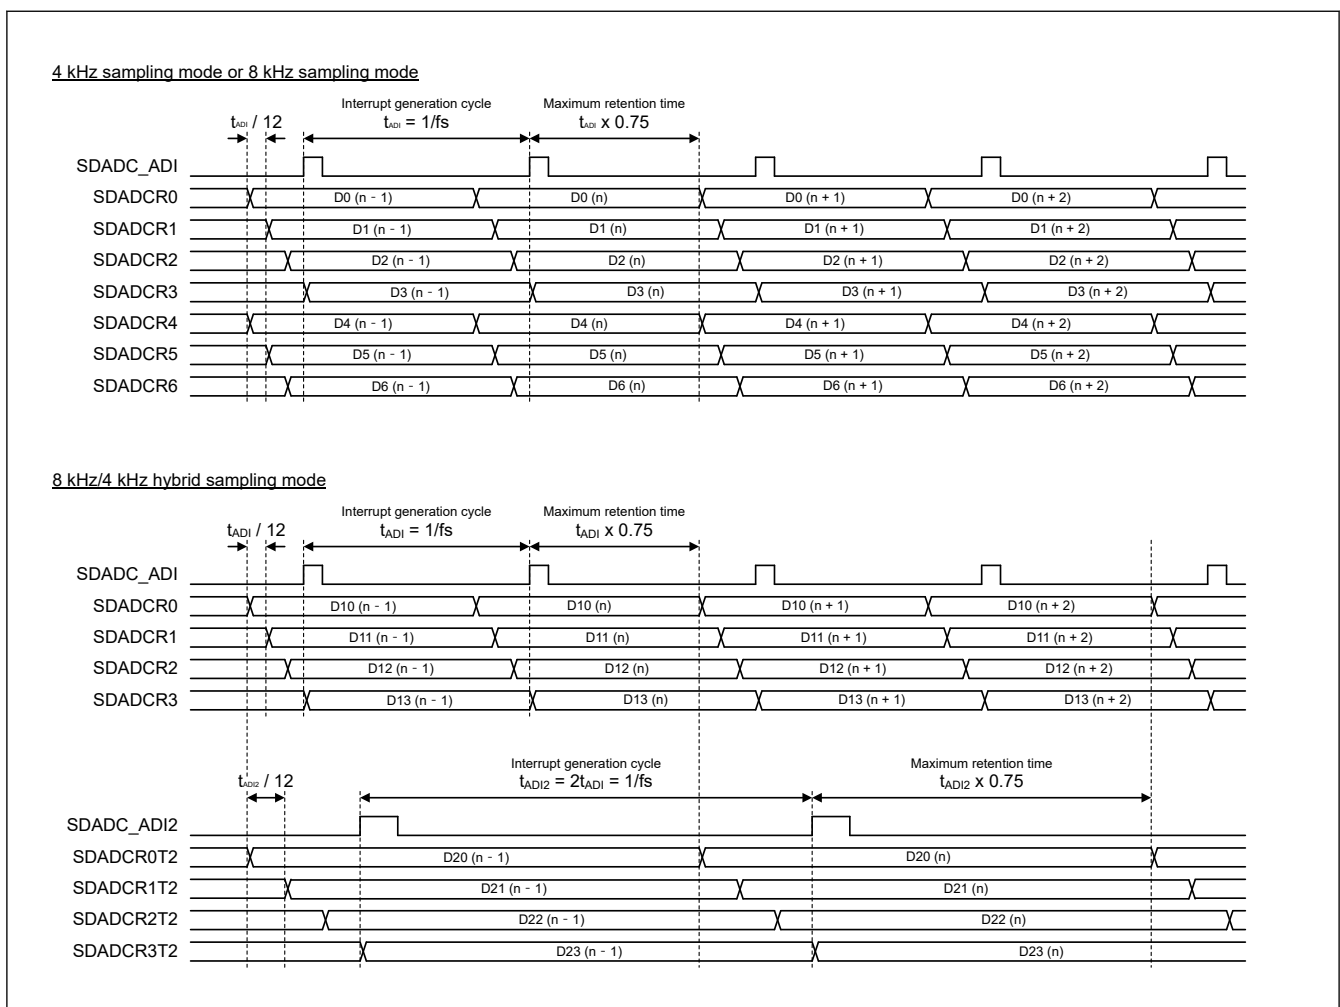 4 kHz sampling mode or 8 kHz sampling mode
Interrupt generation cycle Maximum retention time
tADI / 12 tADI = 1/fs tADI x 0.75
SDADC_ADI
SDADCR0 D0 (n - 1) D0 (n) D0 (n + 1) D0 (n + 2)
SDADCR1 D1 (n - 1) D1 (n) D1 (n + 1) D1 (n + 2)
SDADCR2 D2 (n - 1) D2 (n) D2 (n + 1) D2 (n + 2)
SDADCR3 D3 (n - 1) D3 (n) D3 (n + 1) D3 (n + 2)
SDADCR4 D4 (n - 1) D4 (n) D4 (n + 1) D4 (n + 2)
SDADCR5 D5 (n - 1) D5 (n) D5 (n + 1) D5 (n + 2)
SDADCR6 D6 (n - 1) D6 (n) D6 (n + 1) D6 (n + 2)
8 kHz/4 kHz hybrid sampling mode
Interrupt generation cycle Maximum retention time
tADI / 12 tADI = 1/fs tADI x 0.75
SDADC_ADI
SDADCR0 D10 (n - 1) D10 (n) D10 (n + 1) D10 (n + 2)
SDADCR1 D11 (n - 1) D11 (n) D11 (n + 1) D11 (n + 2)
SDADCR2 D12 (n - 1) D12 (n) D12 (n + 1) D12 (n + 2)
SDADCR3 D13 (n - 1) D13 (n) D13 (n + 1) D13 (n + 2)
Interrupt generation cycle Maximum retention time
tADI2 / 12 tADI2 = 2tADI = 1/fs tADI2 x 0.75
SDADC_ADI2
SDADCR0T2 D20 (n - 1) D20 (n)
SDADCR1T2 D21 (n - 1) D21 (n)
SDADCR2T2 D22 (n - 1) D22 (n)
SDADCR3T2 D23 (n - 1) D23 (n)